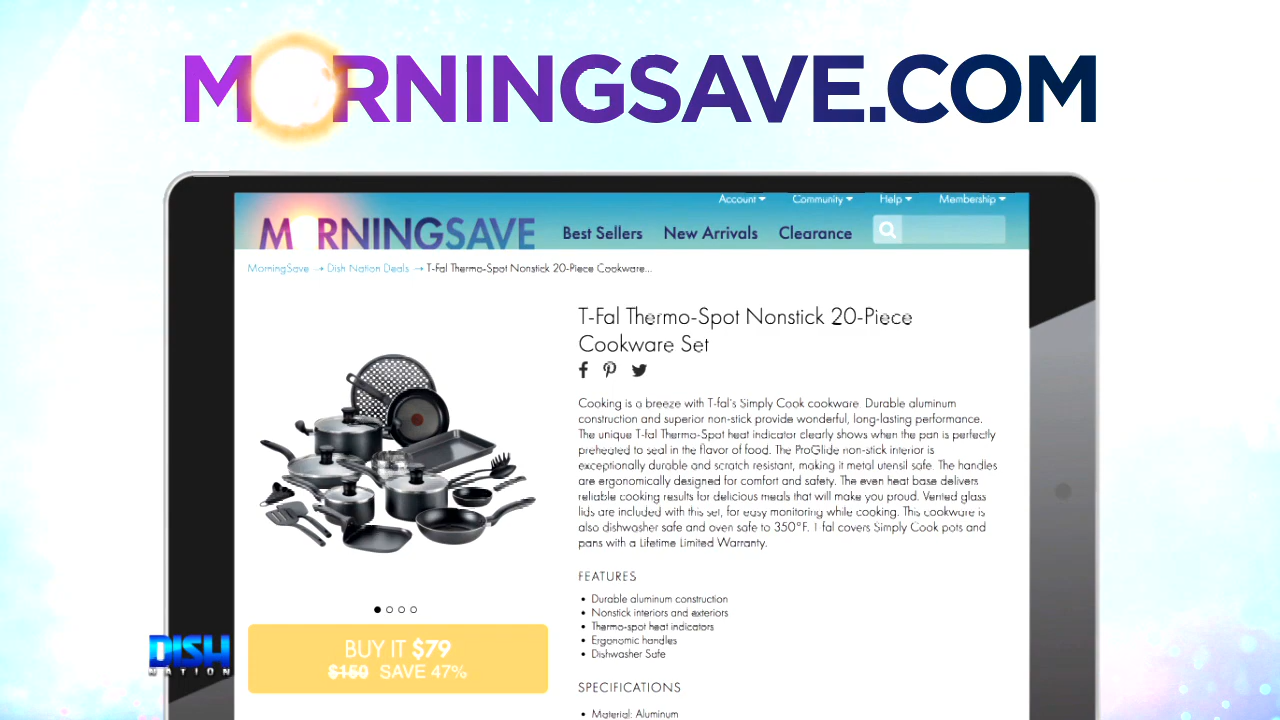 MORNINGSAVE.COM
Account
Community
Help
Membership
MORNINGSAVE
Best Sellers
New Arrivals
Clearance
MorningSave → Dish Nation Deals → T-Fal Thermo-Spot Nonstick 20-Piece Cookware...
T-Fal Thermo-Spot Nonstick 20-Piece
Cookware Set
Cooking is a breeze with T-fal's Simply Cook cookware. Durable aluminum
construction and superior non-stick provide wonderful, long-lasting performance.
The unique T-fal Thermo-Spot heat indicator clearly shows when the pan is perfectly
preheated to seal in the flavor of food. The ProGlide non-stick interior is
exceptionally durable and scratch resistant, making it metal utensil safe. The handles
are ergonomically designed for comfort and safety. The even heat base delivers
reliable cooking results for delicious meals that will make you proud. Vented glass
lids are included with this set, for easy monitoring while cooking. This cookware is
also dishwasher safe and oven safe to 350°F. T fal covers Simply Cook pots and
pans with a Lifetime Limited Warranty.
FEATURES
• Durable aluminum construction
• Nonstick interiors and exteriors
• Thermo-spot heat indicators
• Ergonomic handles
• Dishwasher Safe
SPECIFICATIONS
• Material: Aluminum
BUY IT $79
$150 SAVE 47%
DISH
NATION